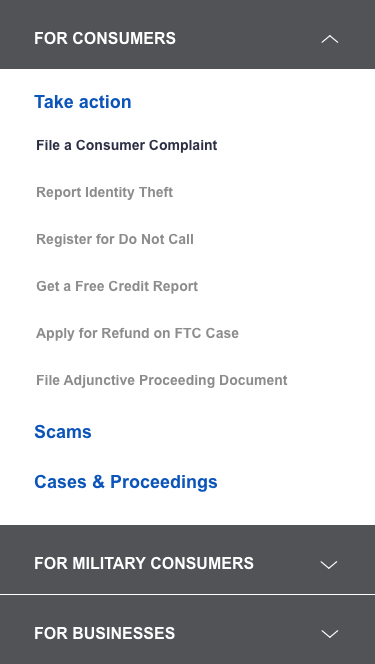 FOR CONSUMERS
Take action
File a Consumer Complaint
Report Identity Theft
Register for Do Not Call
Get a Free Credit Report
Apply for Refund on FTC Case
File Adjunctive Proceeding Document
Scams
Cases & Proceedings
FOR MILITARY CONSUMERS
FOR BUSINESSES